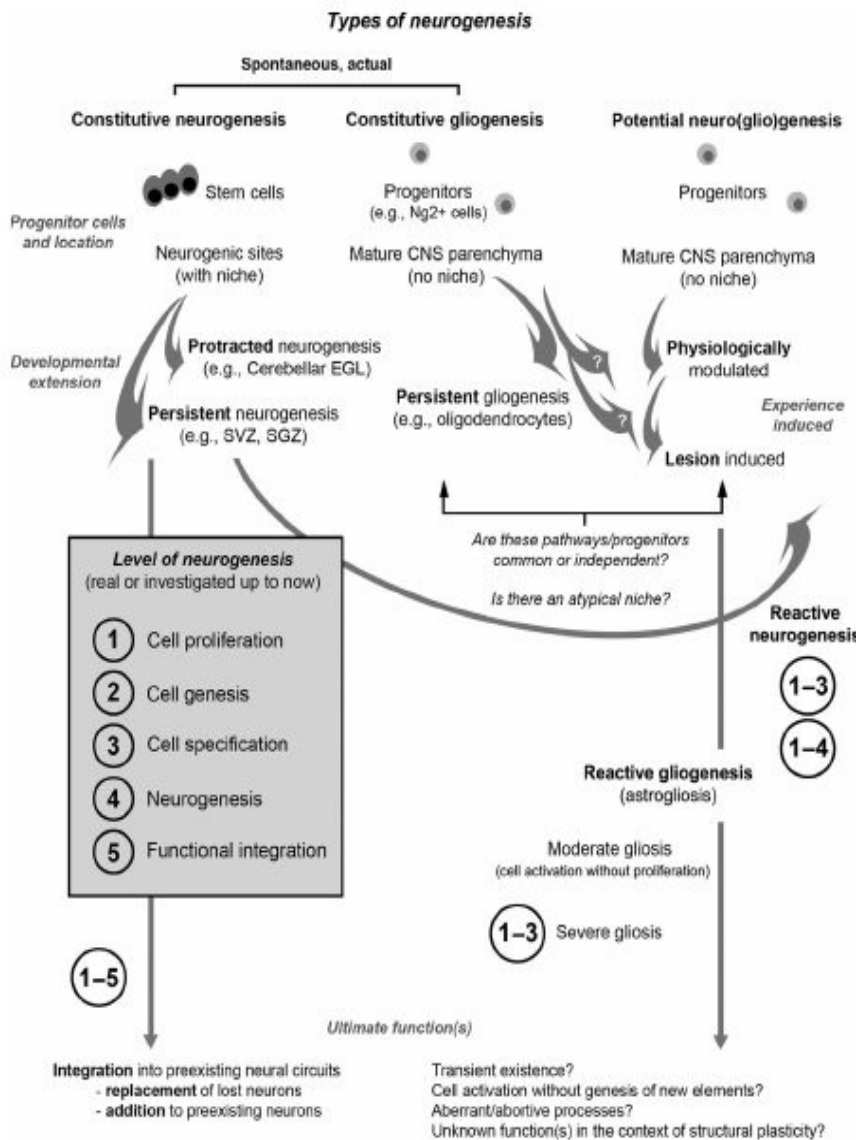 Types of neurogenesis
Spontaneous, actual
Constitutive neurogenesis
Constitutive gliogenesis
Potential neuro(glio)genesis
Stem cells
Progenitors
(e.g., Ng2+ cells)
Progenitors
Progenitor cells
and location
Neurogenic sites
(with niche)
Mature CNS parenchyma
(no niche)
Mature CNS parenchyma
(no niche)
Developmental
extension
Protracted neurogenesis
(e.g., Cerebellar EGL)
?
Physiologically
modulated
Persistent gliogenesis
(e.g., oligodendrocytes)
Persistent neurogenesis
(e.g., SVZ, SGZ)
?
Experience
induced
Lesion induced
Are these pathways/progenitors
common or independent?
Is there an atypical niche?
Level of neurogenesis
(real or investigated up to now)
1 Cell proliferation
2 Cell genesis
3 Cell specification
4 Neurogenesis
5 Functional integration
Reactive
neurogenesis
1–3
1–4
Reactive gliogenesis
(astrogliosis)
Moderate gliosis
(cell activation without proliferation)
1–3 Severe gliosis
1–5
Ultimate function(s)
Integration into preexisting neural circuits
- replacement of lost neurons
- addition to preexisting neurons
Transient existence?
Cell activation without genesis of new elements?
Aberrant/abortive processes?
Unknown function(s) in the context of structural plasticity?